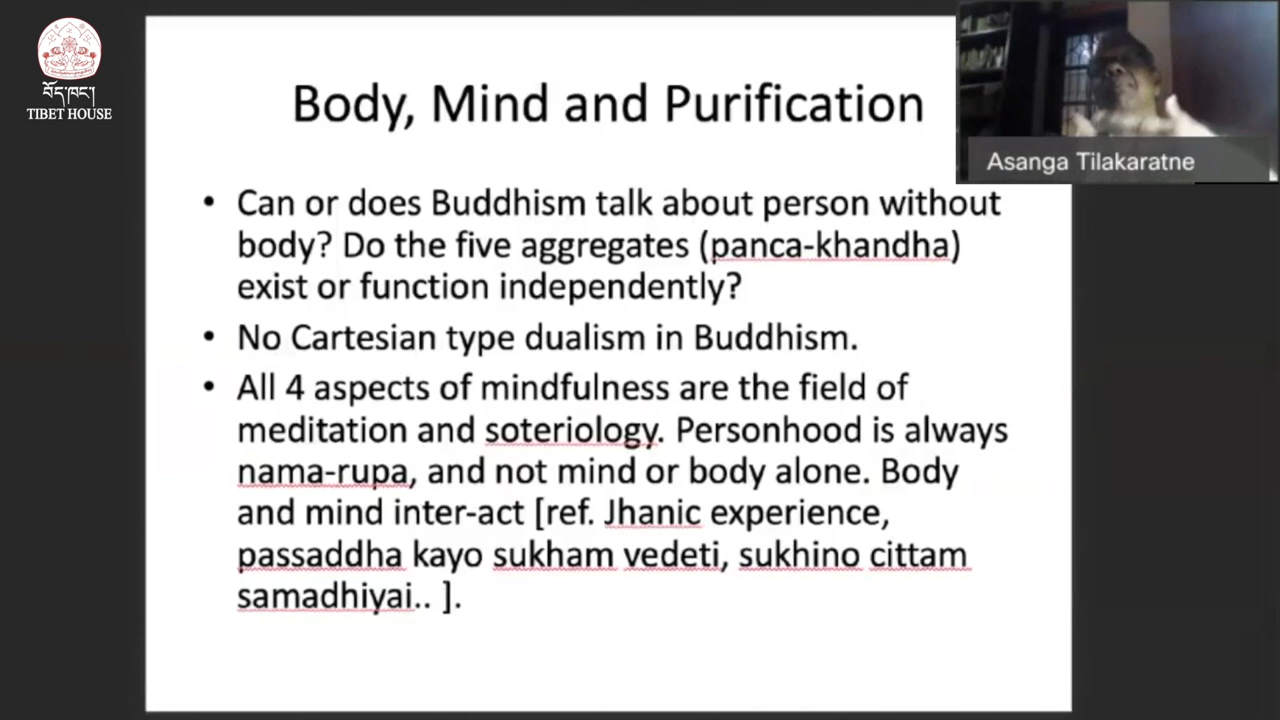 བོད་ཁང།
TIBET HOUSE
Body, Mind and Purification
Asanga Tilakaratne
• Can or does Buddhism talk about person without
body? Do the five aggregates (panca-khandha)
exist or function independently?
• No Cartesian type dualism in Buddhism.
• All 4 aspects of mindfulness are the field of
meditation and soteriology. Personhood is always
nama-rupa, and not mind or body alone. Body
and mind inter-act [ref. Jhanic experience,
passaddha kayo sukham vedeti, sukhino cittam
samadhiyai.. ].